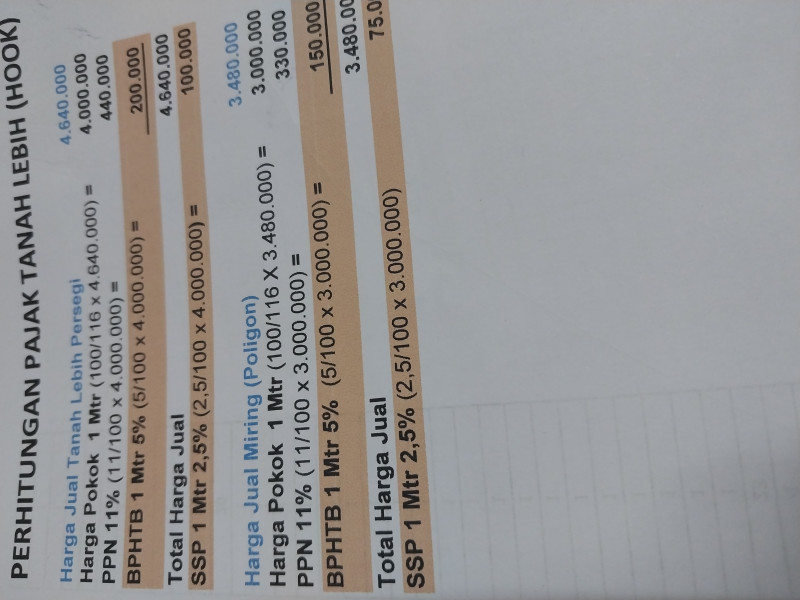 PERHITUNGAN PAJAK TANAH LEBIH (HOOK)
Harga Jual Tanah Lebih Persegi 4.640.000
Harga Pokok 1 Mtr (100/116 x 4.640.000) = 4.000.000
PPN 11% (11/100 x 4.000.000) = 440.000
BPHTB 1 Mtr 5% (5/100 x 4.000.000) = 200.000
Total Harga Jual 4.640.000
SSP 1 Mtr 2,5% (2,5/100 x 4.000.000) = 100.000
Harga Jual Miring (Poligon) 3.480.000
Harga Pokok 1 Mtr (100/116 X 3.480.000) = 3.000.000
PPN 11% (11/100 x 3.000.000) = 330.000
BPHTB 1 Mtr 5% (5/100 x 3.000.000) = 150.000
Total Harga Jual 3.480.00
SSP 1 Mtr 2,5% (2,5/100 x 3.000.000) 75.0